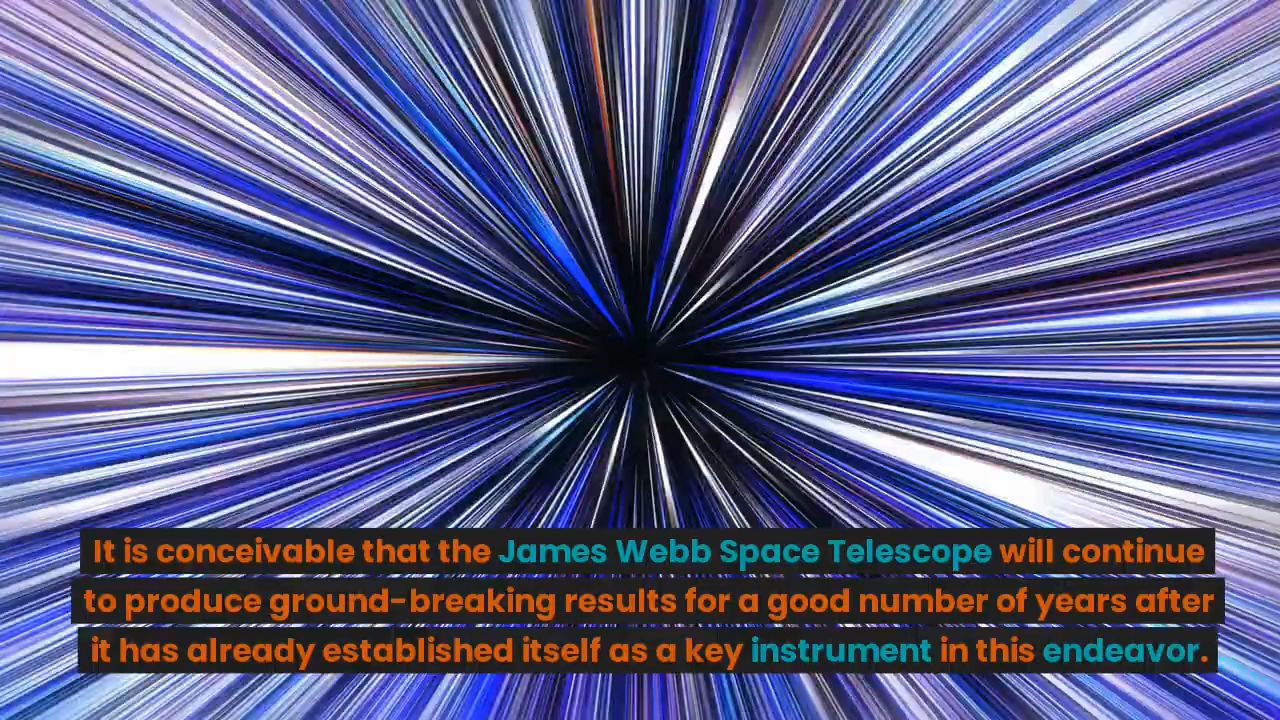 It is conceivable that the James Webb Space Telescope will continue
to produce ground-breaking results for a good number of years after
it has already established itself as a key instrument in this endeavor.